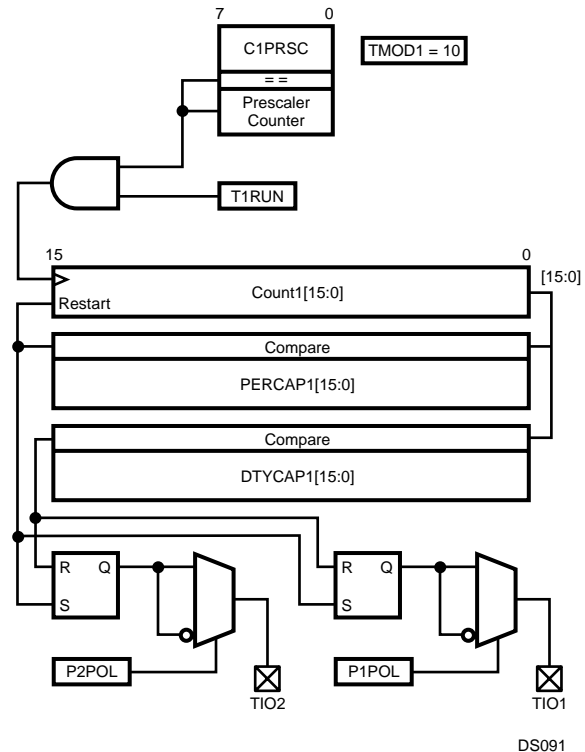 7 0
C1PRSC
TMOD1 = 10
= =
Prescaler
Counter
T1RUN
15 0
[15:0]
Count1[15:0]
Restart
Compare
PERCAP1[15:0]
Compare
DTYCAP1[15:0]
R Q
S
R Q
S
P2POL
P1POL
TIO2
TIO1
DS091